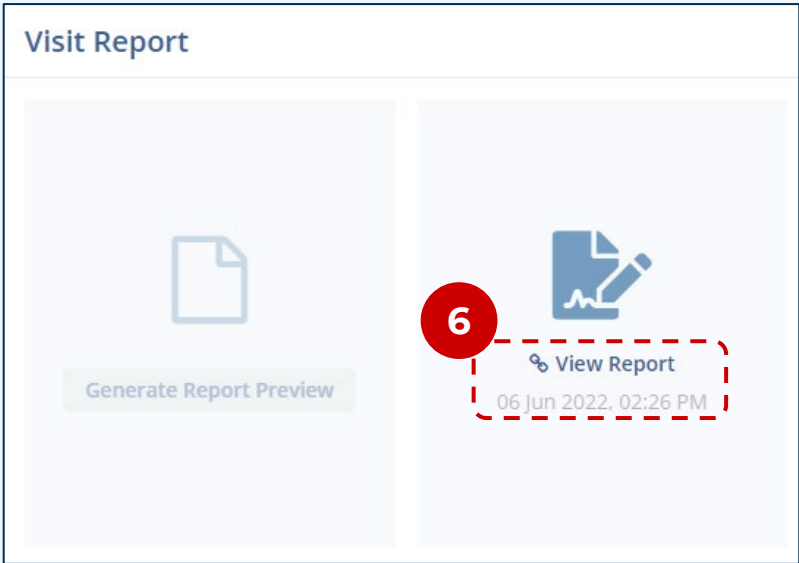 Visit Report
Generate Report Preview
6
View Report
06 Jun 2022, 02:26 PM